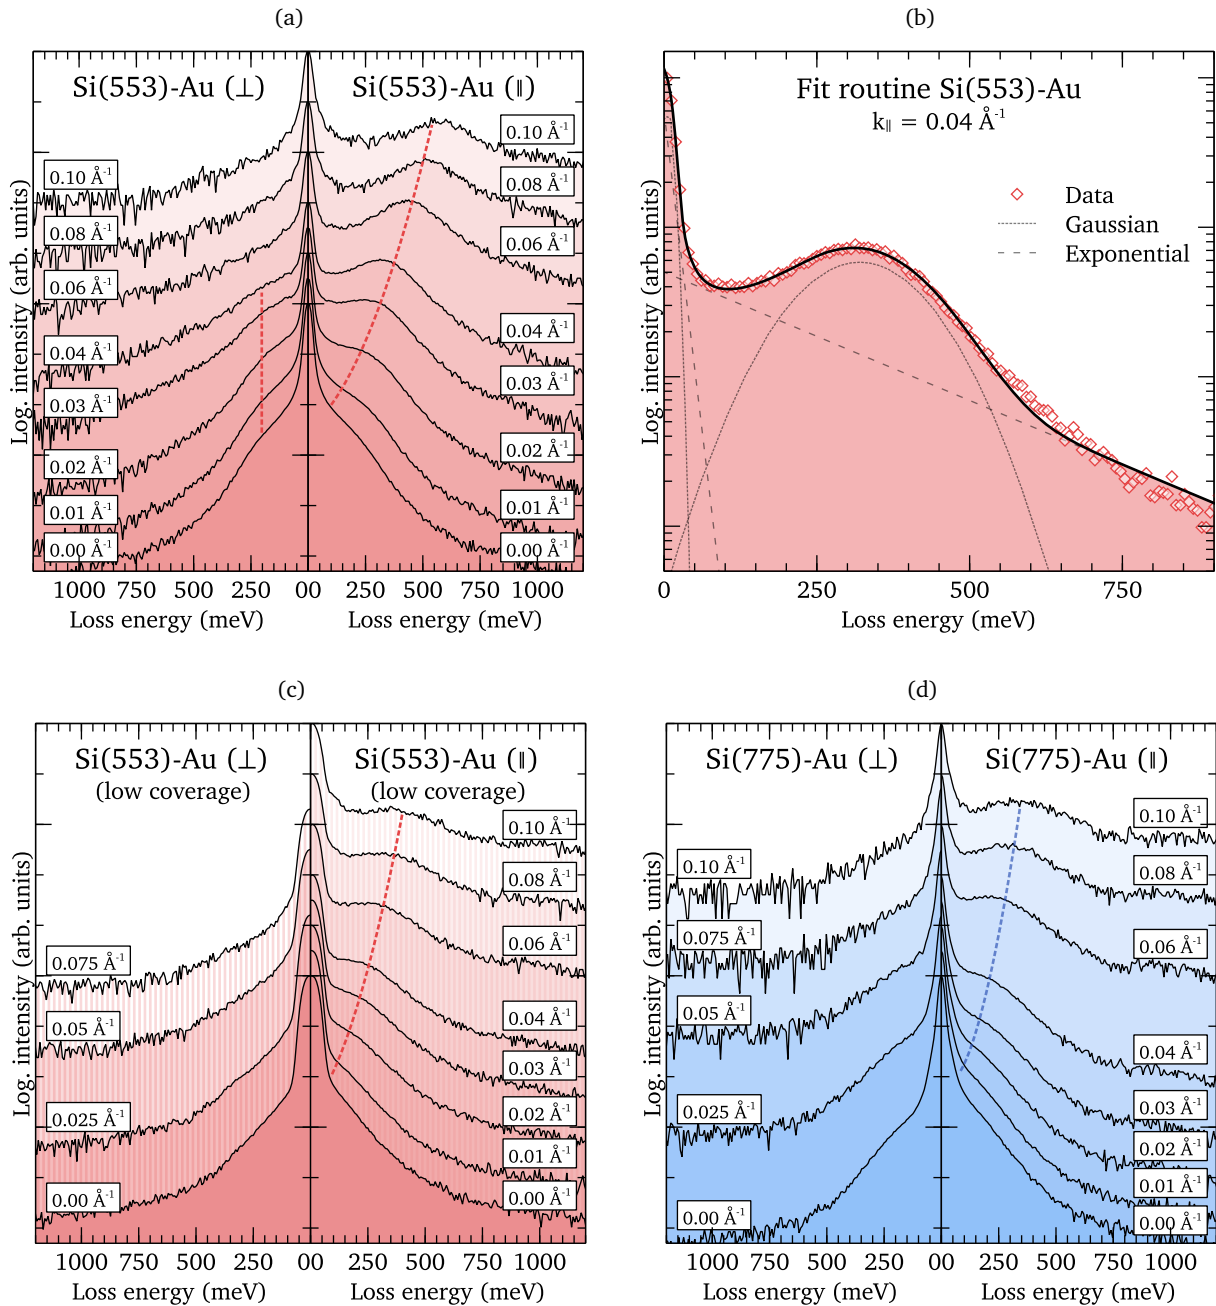 (a)
Si(553)-Au (⊥)
Si(553)-Au (∥)
0.10 Å⁻¹
0.08 Å⁻¹
0.06 Å⁻¹
0.04 Å⁻¹
0.03 Å⁻¹
0.02 Å⁻¹
0.01 Å⁻¹
0.00 Å⁻¹
0.10 Å⁻¹
0.08 Å⁻¹
0.06 Å⁻¹
0.04 Å⁻¹
0.03 Å⁻¹
0.02 Å⁻¹
0.01 Å⁻¹
0.00 Å⁻¹
Log. intensity (arb. units)
1000 750 500 250 00 250 500 750 1000
Loss energy (meV) Loss energy (meV)
(b)
Fit routine Si(553)-Au
k∥ = 0.04 Å⁻¹
Data
Gaussian
Exponential
Log. intensity (arb. units)
0 250 500 750
Loss energy (meV)
(c)
Si(553)-Au (⊥)
(low coverage)
Si(553)-Au (∥)
(low coverage)
0.075 Å⁻¹
0.05 Å⁻¹
0.025 Å⁻¹
0.00 Å⁻¹
0.10 Å⁻¹
0.08 Å⁻¹
0.06 Å⁻¹
0.04 Å⁻¹
0.03 Å⁻¹
0.02 Å⁻¹
0.01 Å⁻¹
0.00 Å⁻¹
Log. intensity (arb. units)
1000 750 500 250 00 250 500 750 1000
Loss energy (meV) Loss energy (meV)
(d)
Si(775)-Au (⊥)
Si(775)-Au (∥)
0.10 Å⁻¹
0.075 Å⁻¹
0.05 Å⁻¹
0.025 Å⁻¹
0.00 Å⁻¹
0.10 Å⁻¹
0.08 Å⁻¹
0.06 Å⁻¹
0.04 Å⁻¹
0.03 Å⁻¹
0.02 Å⁻¹
0.01 Å⁻¹
0.00 Å⁻¹
Log. intensity (arb. units)
1000 750 500 250 00 250 500 750 1000
Loss energy (meV) Loss energy (meV)